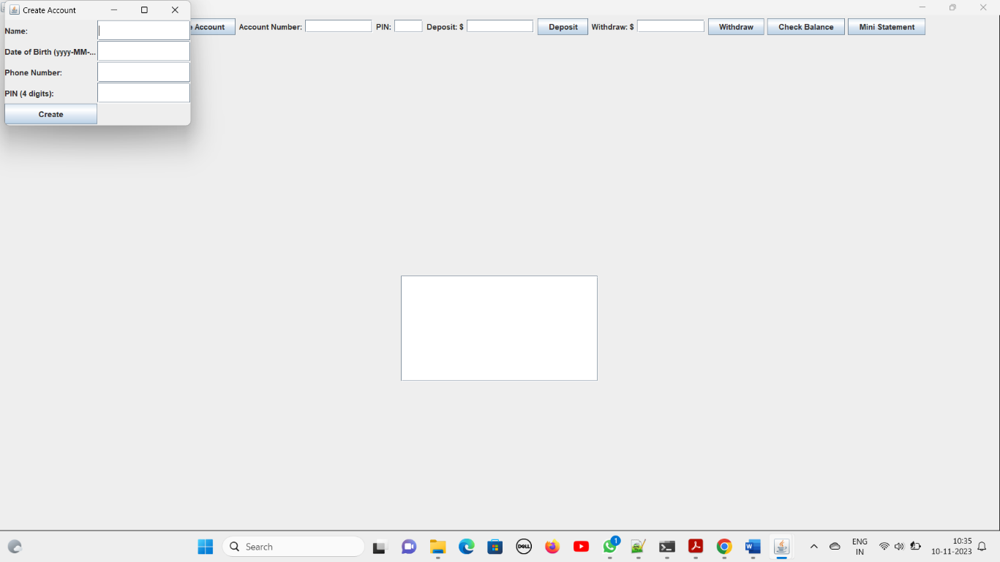 Create Account
Name:
Date of Birth (yyyy-MM-...
Phone Number:
PIN (4 digits):
Create
Account Account Number: PIN: Deposit: $ Deposit Withdraw: $ Withdraw Check Balance Mini Statement
Search
DELL
1
ENG
IN
10:35
10-11-2023